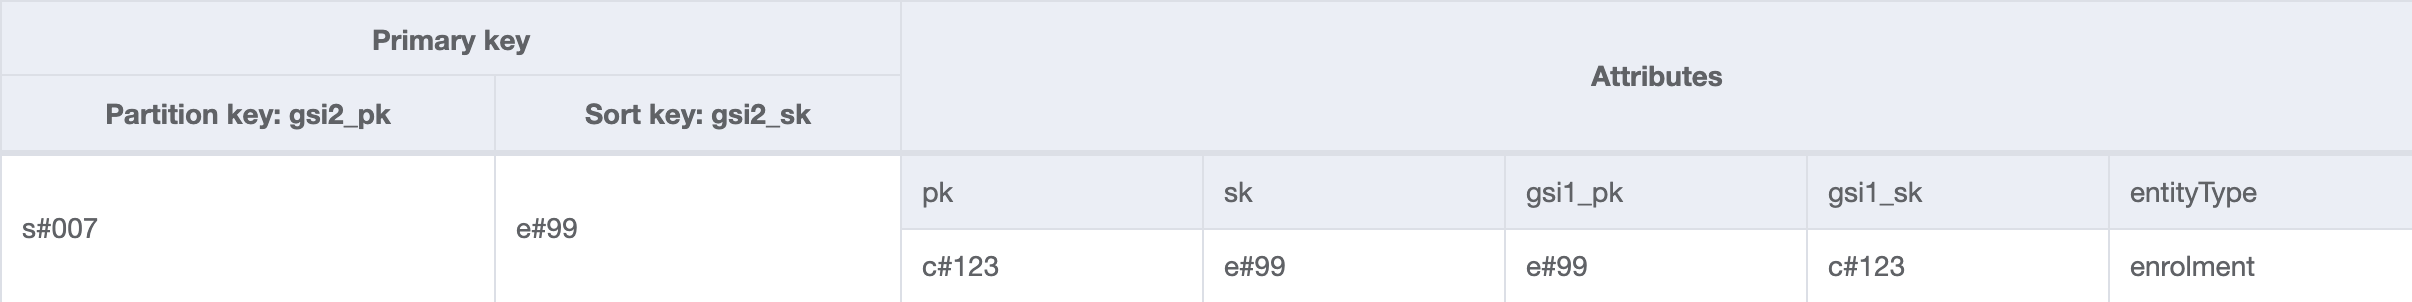 Primary key
Attributes
Partition key: gsi2_pk Sort key: gsi2_sk
pk sk gsi1_pk gsi1_sk entityType
s#007 e#99
c#123 e#99 e#99 c#123 enrolment